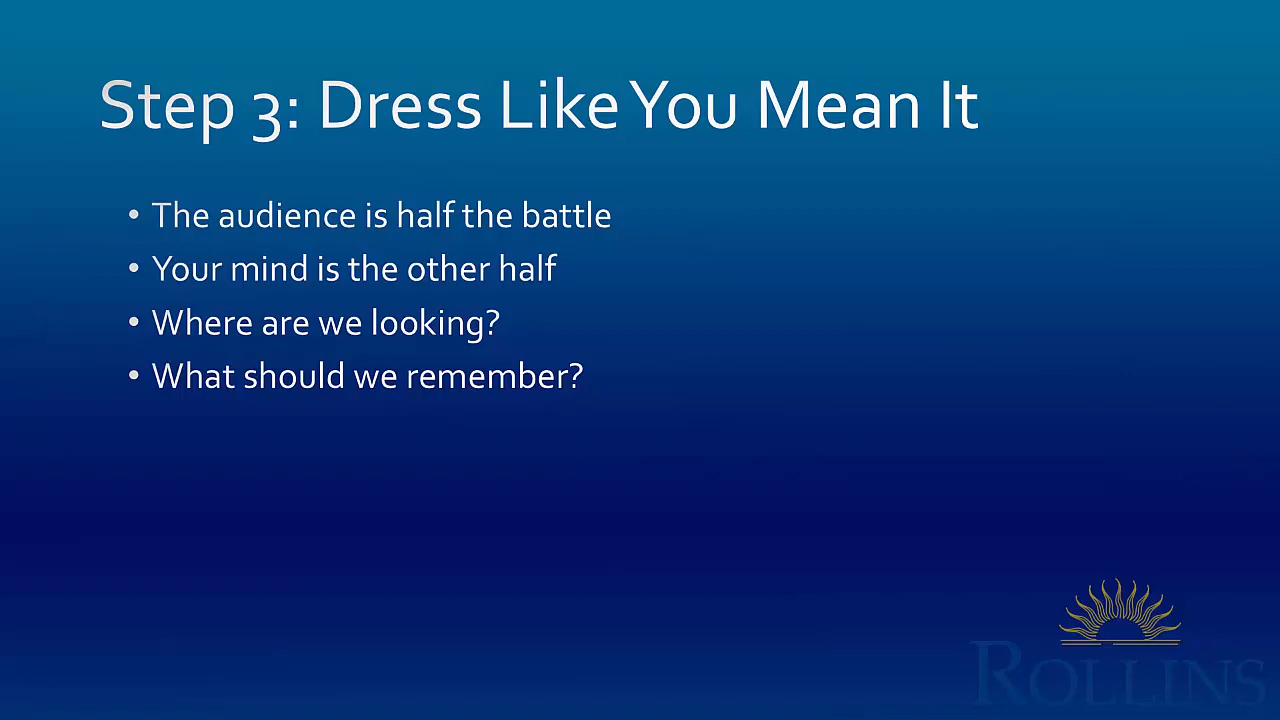 Step 3: Dress Like You Mean It
• The audience is half the battle
• Your mind is the other half
• Where are we looking?
• What should we remember?
ROLLINS